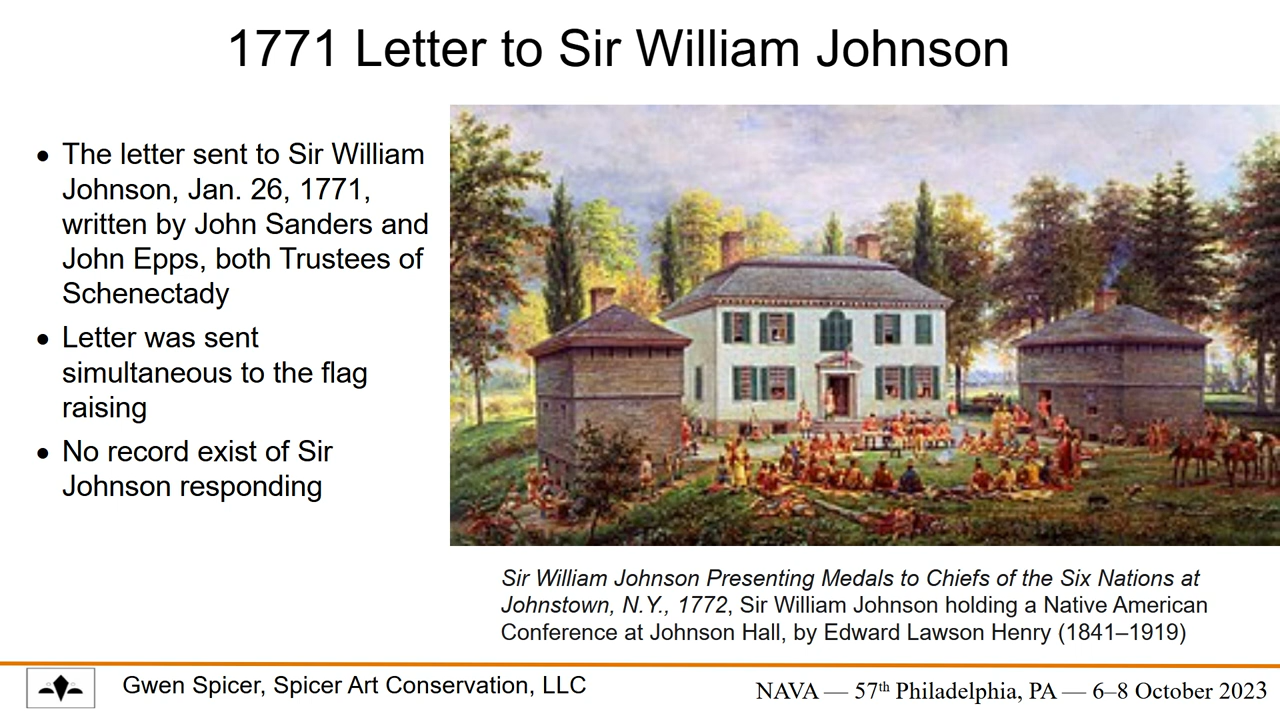 1771 Letter to Sir William Johnson
● The letter sent to Sir William
Johnson, Jan. 26, 1771,
written by John Sanders and
John Epps, both Trustees of
Schenectady
● Letter was sent
simultaneous to the flag
raising
● No record exist of Sir
Johnson responding
Sir William Johnson Presenting Medals to Chiefs of the Six Nations at
Johnstown, N.Y., 1772, Sir William Johnson holding a Native American
Conference at Johnson Hall, by Edward Lawson Henry (1841–1919)
Gwen Spicer, Spicer Art Conservation, LLC
NAVA — 57th Philadelphia, PA — 6–8 October 2023